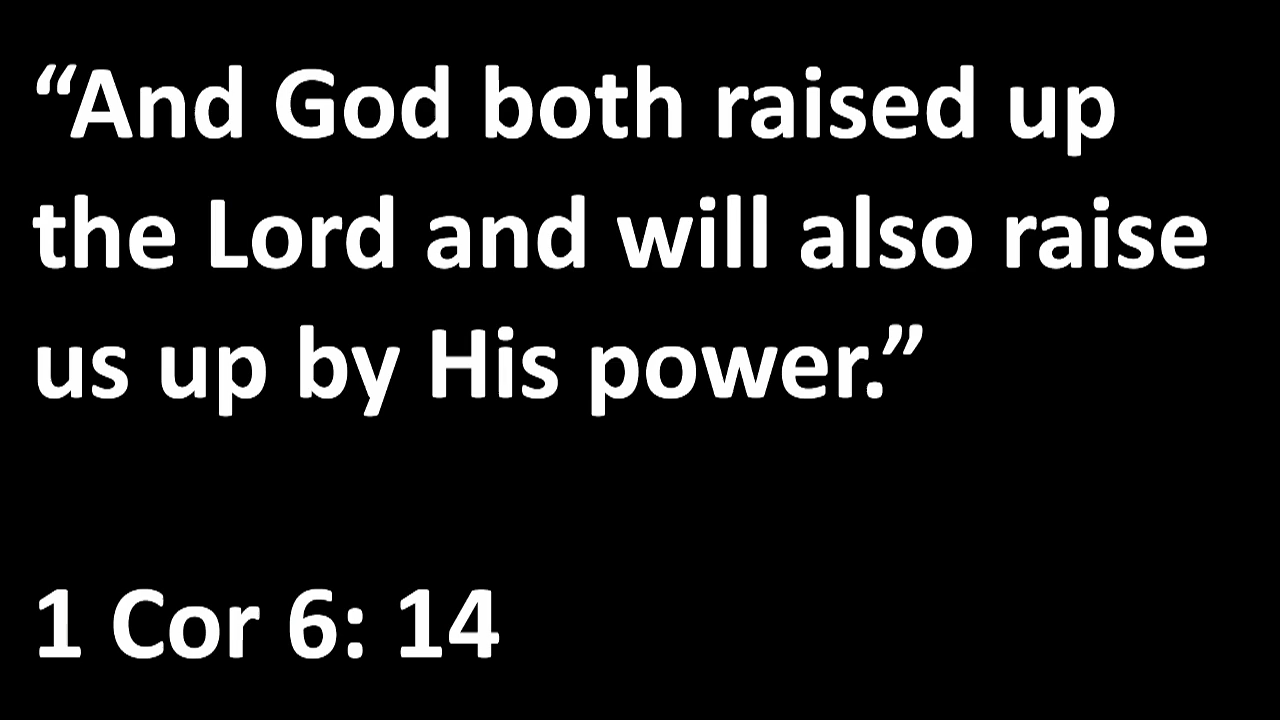 “And God both raised up
the Lord and will also raise
us up by His power.”
1 Cor 6: 14